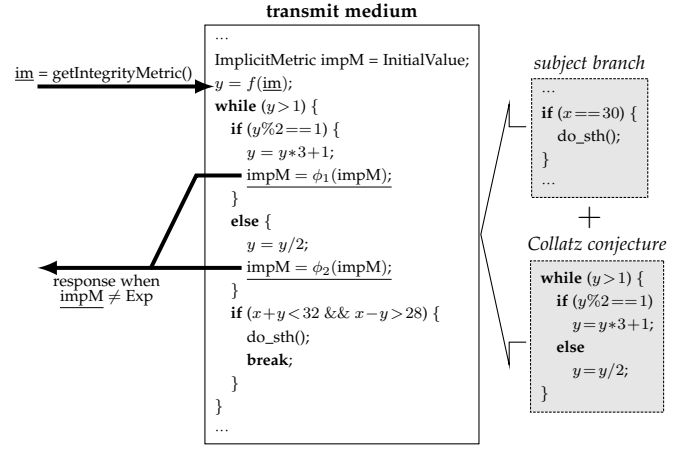 transmit medium
...
ImplicitMetric impM = InitialValue;
im = getIntegrityMetric()
y = f(im);
while (y>1) {
if (y%2==1) {
y = y*3+1;
impM = ϕ₁(impM);
}
else {
y = y/2;
impM = ϕ₂(impM);
}
response when
impM ≠ Exp
if (x+y<32 && x−y>28) {
do_sth();
break;
}
}
...
subject branch
...
if (x==30) {
do_sth();
}
...
+
Collatz conjecture
while (y>1) {
if (y%2==1)
y=y*3+1;
else
y=y/2;
}